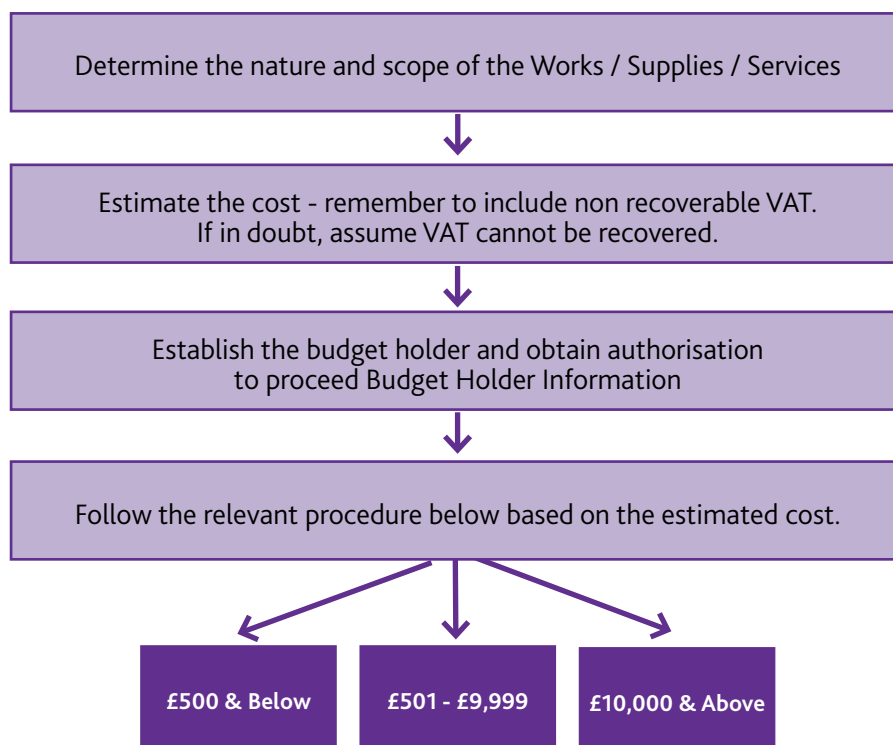 Determine the nature and scope of the Works / Supplies / Services
Estimate the cost - remember to include non recoverable VAT.
If in doubt, assume VAT cannot be recovered.
Establish the budget holder and obtain authorisation
to proceed Budget Holder Information
Follow the relevant procedure below based on the estimated cost.
£500 & Below
£501 - £9,999
£10,000 & Above